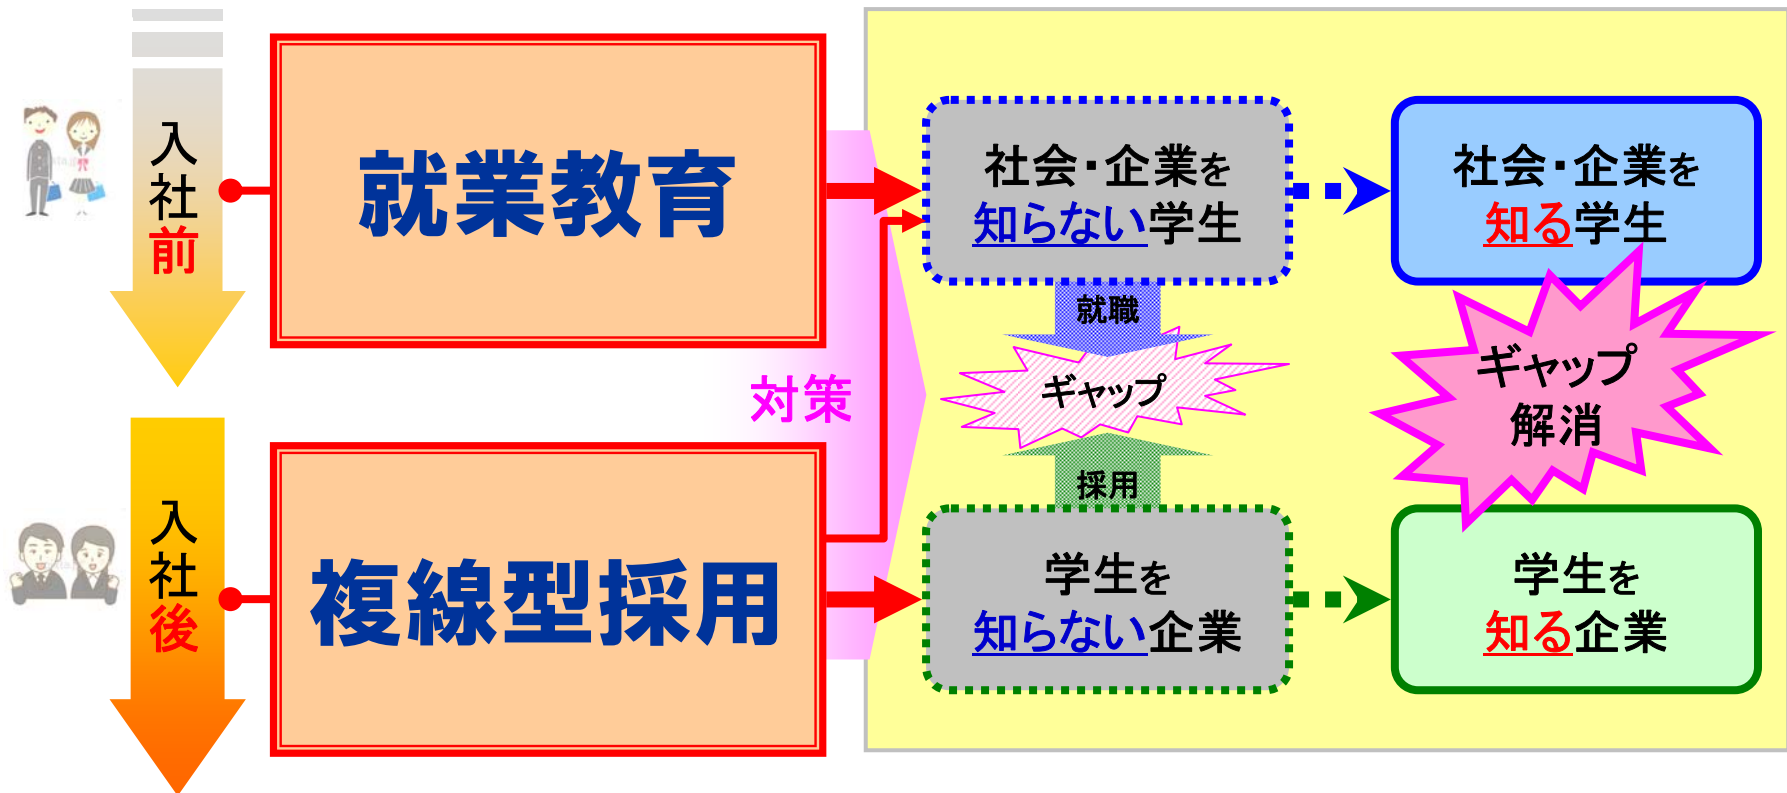 入社前
就業教育
社会・企業を
知らない学生
社会・企業を
知る学生
就職
ギャップ
ギャップ
解消
対策
採用
入社後
複線型採用
学生を
知らない企業
学生を
知る企業